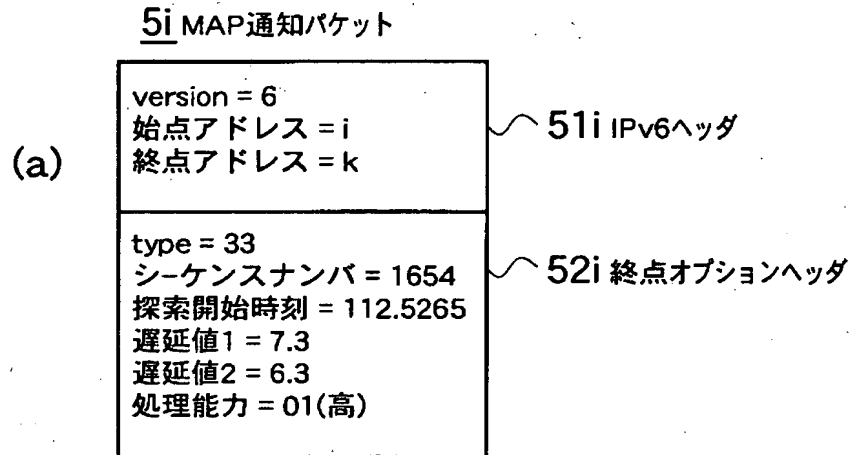 5i MAP通知パケット
(a)
version = 6
始点アドレス = i
終点アドレス = k
51i IPv6ヘッダ
type = 33
シーケンスナンバ = 1654
探索開始時刻 = 112.5265
遅延値1 = 7.3
遅延値2 = 6.3
処理能力 = 01(高)
52i 終点オプションヘッダ